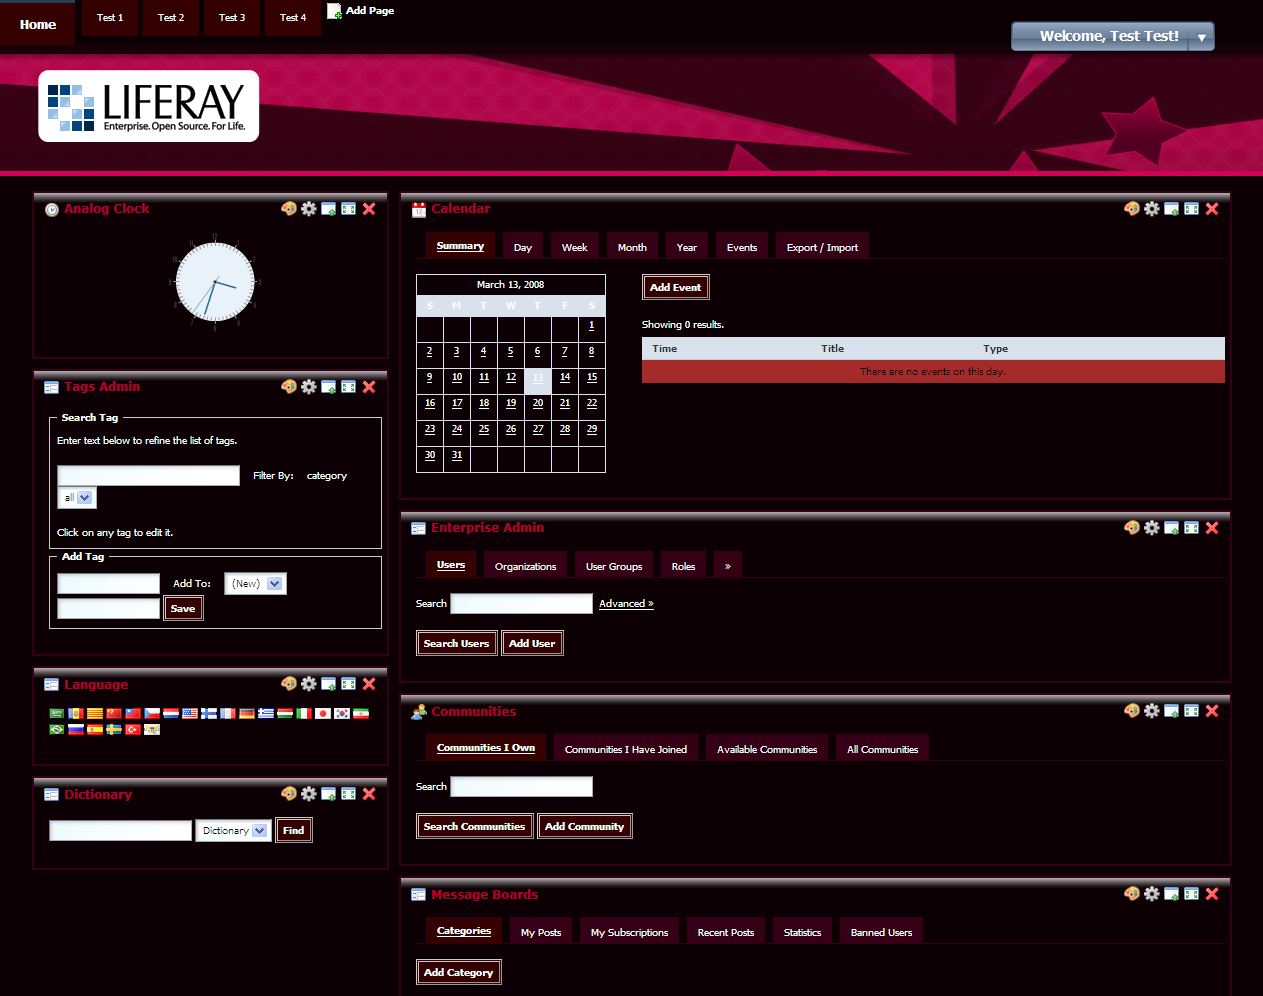 Home
Test 1
Test 2
Test 3
Test 4
Add Page
Welcome, Test Test!
LIFERAY
Enterprise. Open Source. For Life.
Analog Clock
Tags Admin
Search Tag
Enter text below to refine the list of tags.
Filter By: category
all
Click on any tag to edit it.
Add Tag
Add To: (New)
Save
Language
Dictionary
Dictionary Find
Calendar
Summary Day Week Month Year Events Export / Import
March 13, 2008
S M T W T F S
1
2 3 4 5 6 7 8
9 10 11 12 13 14 15
16 17 18 19 20 21 22
23 24 25 26 27 28 29
30 31
Add Event
Showing 0 results.
Time Title Type
There are no events on this day.
Enterprise Admin
Users Organizations User Groups Roles »
Search Advanced »
Search Users Add User
Communities
Communities I Own Communities I Have Joined Available Communities All Communities
Search
Search Communities Add Community
Message Boards
Categories My Posts My Subscriptions Recent Posts Statistics Banned Users
Add Category